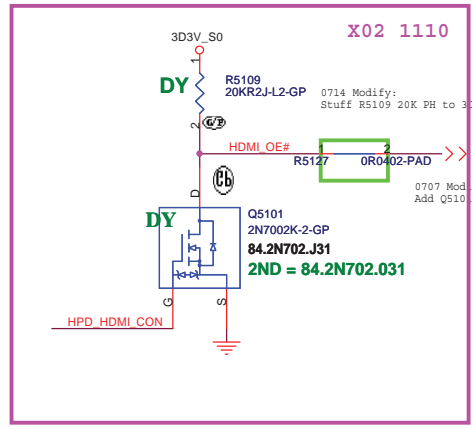 X02 1110
3D3V_S0
1
R5109
20KR2J-L2-GP
DY
0714 Modify:
Stuff R5109 20K PH to 3
2
G/P
HDMI_OE#
1
2
R5127
0R0402-PAD
0707 Mod
Add Q510
D
DY
Q5101
2N7002K-2-GP
84.2N702.J31
2ND = 84.2N702.031
G
S
HPD_HDMI_CON